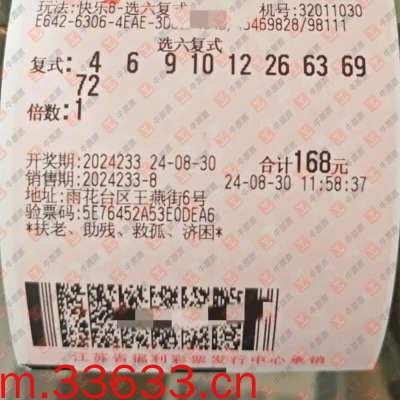 玩法:快乐8-选六复式 机号:32011030
E642-6306-4EAE- 469828/98111
选六复式
复式: 4 6 9 10 12 26 63 69
72
倍数:1
开奖期:2024233 24-08-30 合计168元
销售期:2024233-8 24-08-30 11:58:37
地址:雨花台区王燕街6号
验票码:5E76452A53E0DEA6
*扶老、助残、救孤、济困*
江苏省福利彩票发行中心承销
m.33633.cn